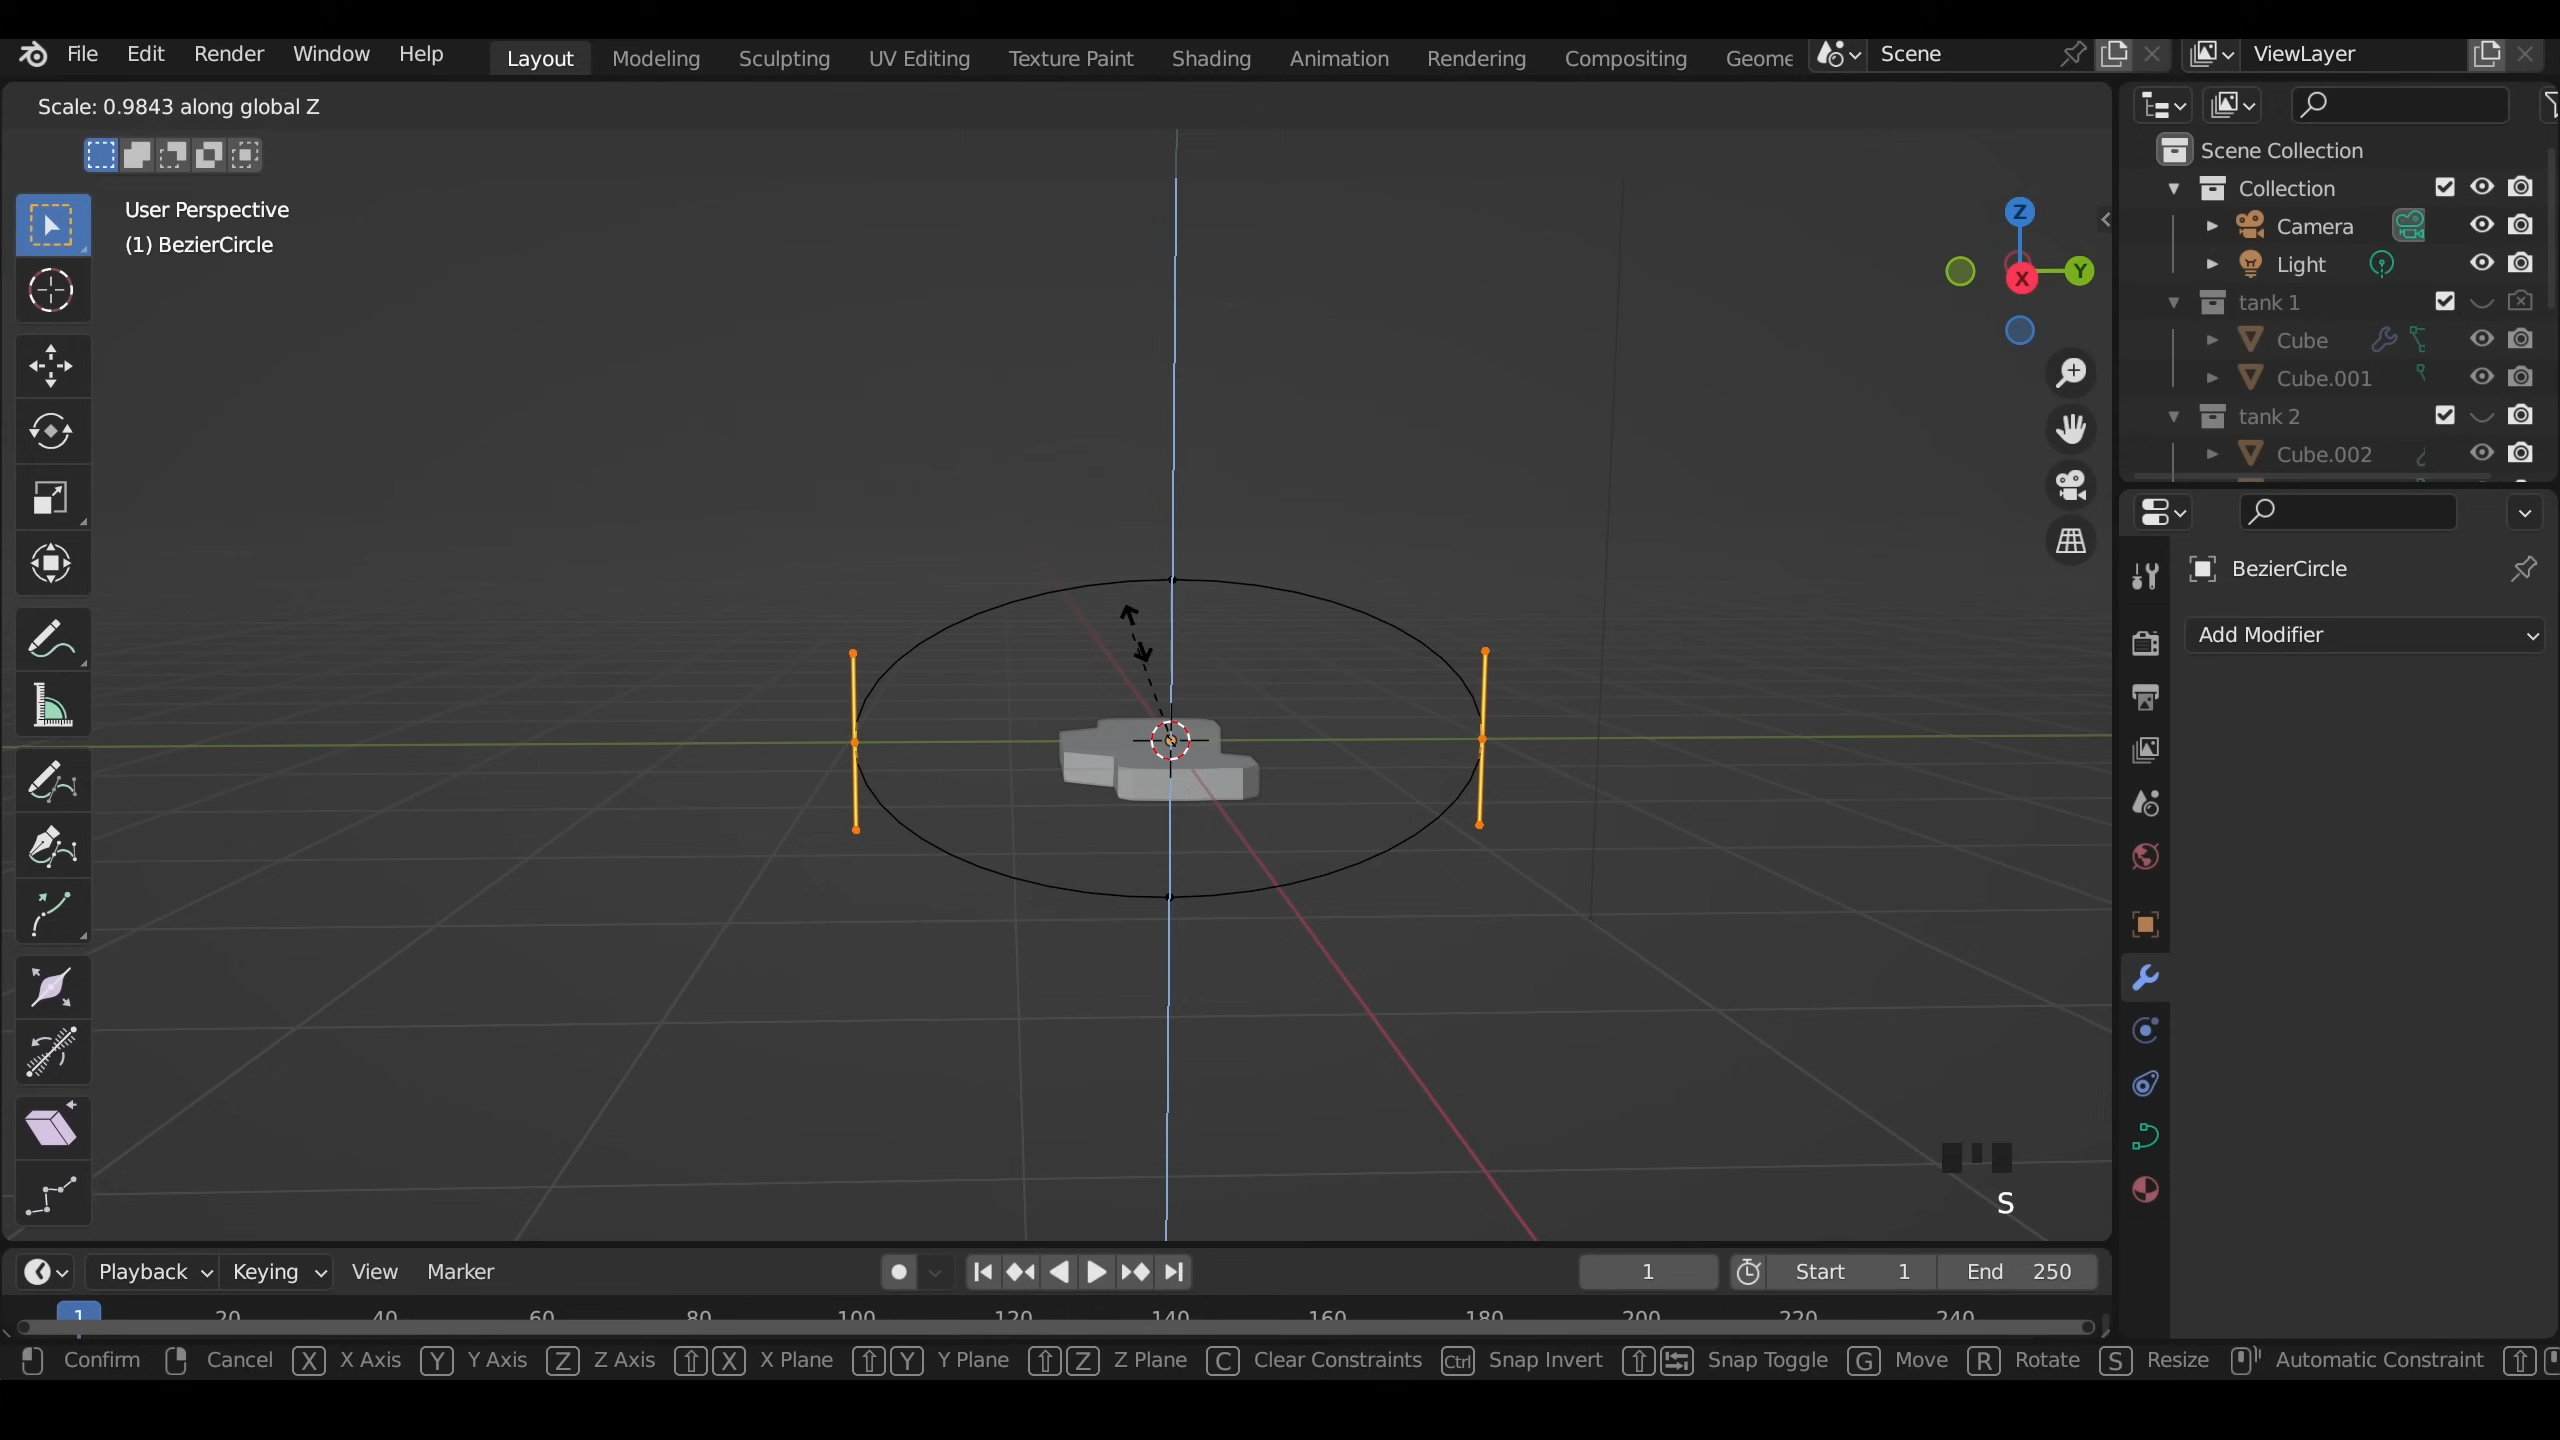 File Edit Render Window Help Layout Modeling Sculpting UV Editing Texture Paint Shading Animation Rendering Compositing Geome Scene ViewLayer
Scale: 0.9843 along global Z
User Perspective
(1) BezierCircle
Z
Y
X
Scene Collection
Collection
Camera
Light
tank 1
Cube
Cube.001
tank 2
Cube.002
BezierCircle
Add Modifier
S
Playback Keying View Marker 1 Start 1 End 250
1 20 40 60 80 100 120 140 160 180 200 220 240
Confirm Cancel X X Axis Y Y Axis Z Z Axis X X Plane Y Y Plane Z Z Plane C Clear Constraints Ctrl Snap Invert Snap Toggle G Move R Rotate S Resize Automatic Constraint